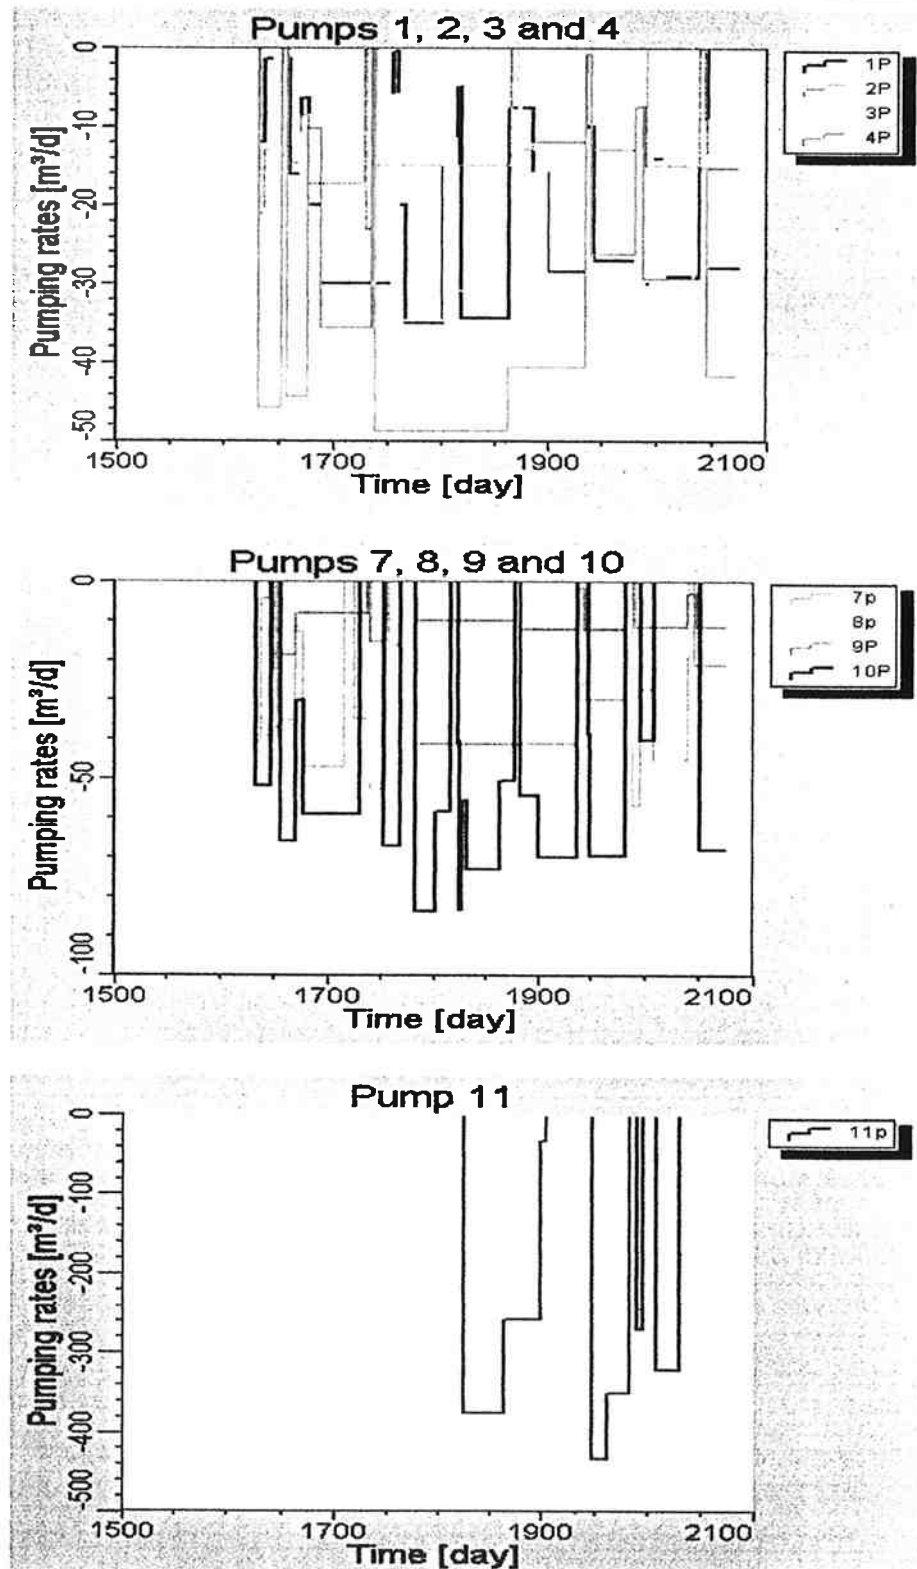 Pumps 1, 2, 3 and 4
Pumping rates [m³/d]
0
-10
-20
-30
-40
-50
1500
1700
1900
2100
Time [day]
1P
2P
3P
4P
Pumps 7, 8, 9 and 10
Pumping rates [m³/d]
0
-50
-100
1500
1700
1900
2100
Time [day]
7p
8p
9P
10P
Pump 11
Pumping rates [m³/d]
0
-100
-200
-300
-400
-500
1500
1700
1900
2100
Time [day]
11p